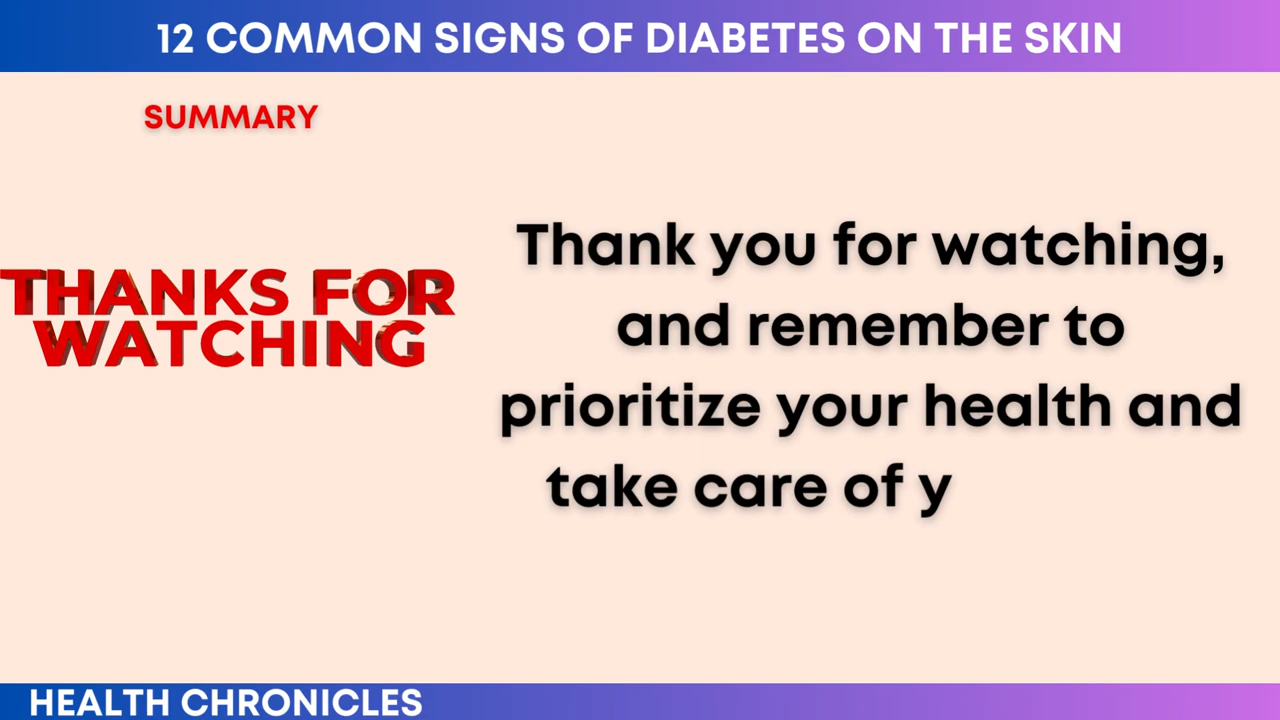 12 COMMON SIGNS OF DIABETES ON THE SKIN
SUMMARY
THANKS FOR
WATCHING
Thank you for watching,
and remember to
prioritize your health and
take care of y
HEALTH CHRONICLES